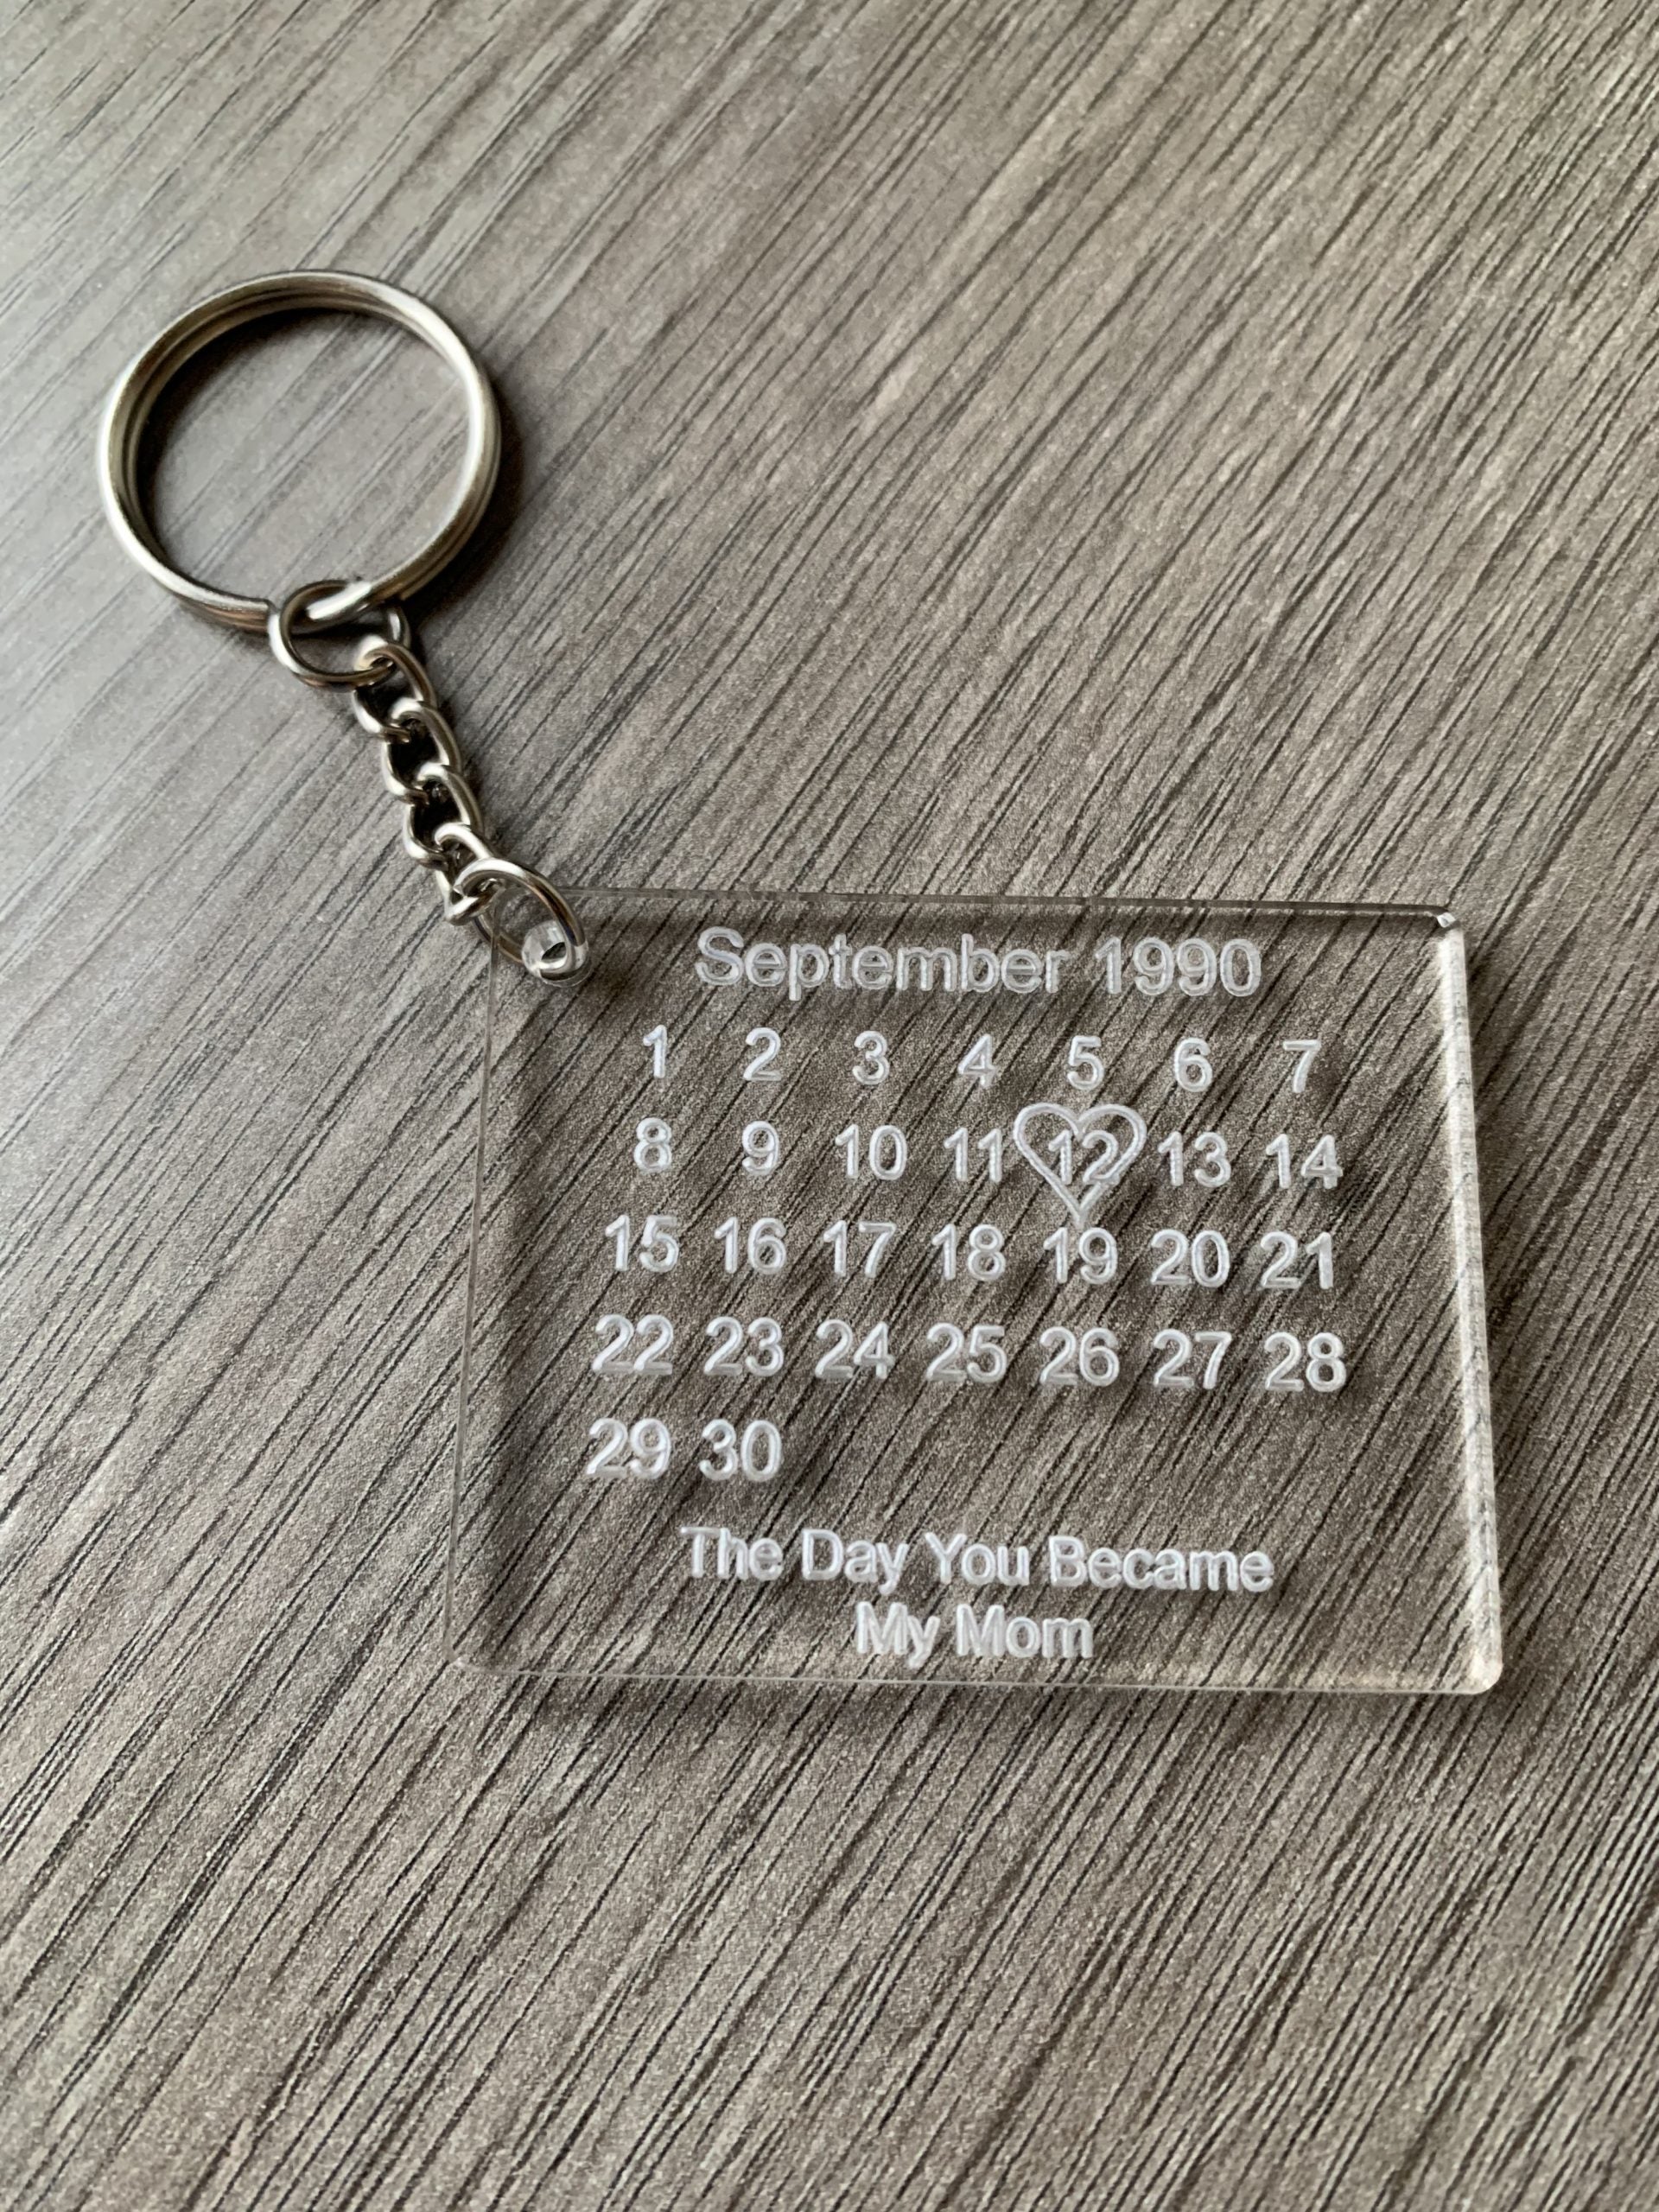 September 1990
1 2 3 4 5 6 7
8 9 10 11 12 13 14
15 16 17 18 19 20 21
22 23 24 25 26 27 28
29 30
The Day You Became
My Mom